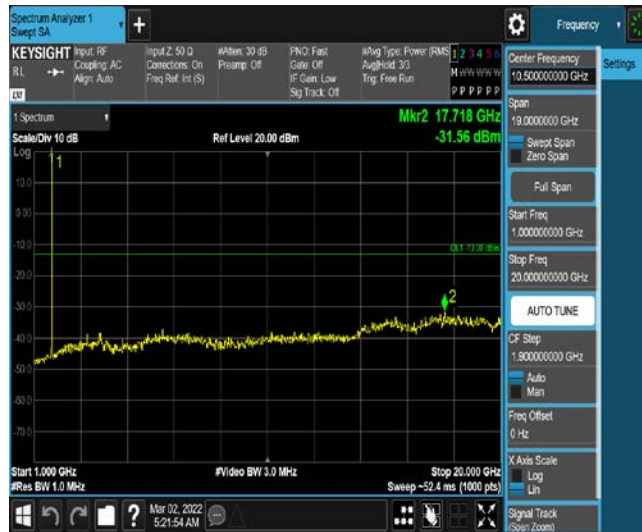 Spectrum Analyzer 1
Swept SA
+
Frequency
KEYSIGHT
RL
LXI
Input: RF
Coupling: AC
Align: Auto
Input Z: 50 Ω
Corrections: On
Freq Ref: Int (S)
#Atten: 30 dB
Preamp: Off
PNO: Fast
Gate: Off
IF Gain: Low
Sig Track: Off
#Avg Type: Power (RMS
Avg|Hold: 3/3
Trig: Free Run
1 2 3 4 5 6
M W W W W W
P P P P P P
1 Spectrum
Scale/Div 10 dB
Ref Level 20.00 dBm
Mkr2 17.718 GHz
-31.56 dBm
Log
10.0
0.00
-10.0
-20.0
-30.0
-40.0
-50.0
-60.0
-70.0
1
DL1 -13.00 dBm
2
Start 1.000 GHz
#Res BW 1.0 MHz
#Video BW 3.0 MHz
Stop 20.000 GHz
Sweep ~52.4 ms (1000 pts)
Mar 02, 2022
5:21:54 AM
?
Center Frequency
10.500000000 GHz
Settings
Span
19.0000000 GHz
Swept Span
Zero Span
Full Span
Start Freq
1.000000000 GHz
Stop Freq
20.000000000 GHz
AUTO TUNE
CF Step
1.900000000 GHz
Auto
Man
Freq Offset
0 Hz
X Axis Scale
Log
Lin
Signal Track
(Span Zoom)